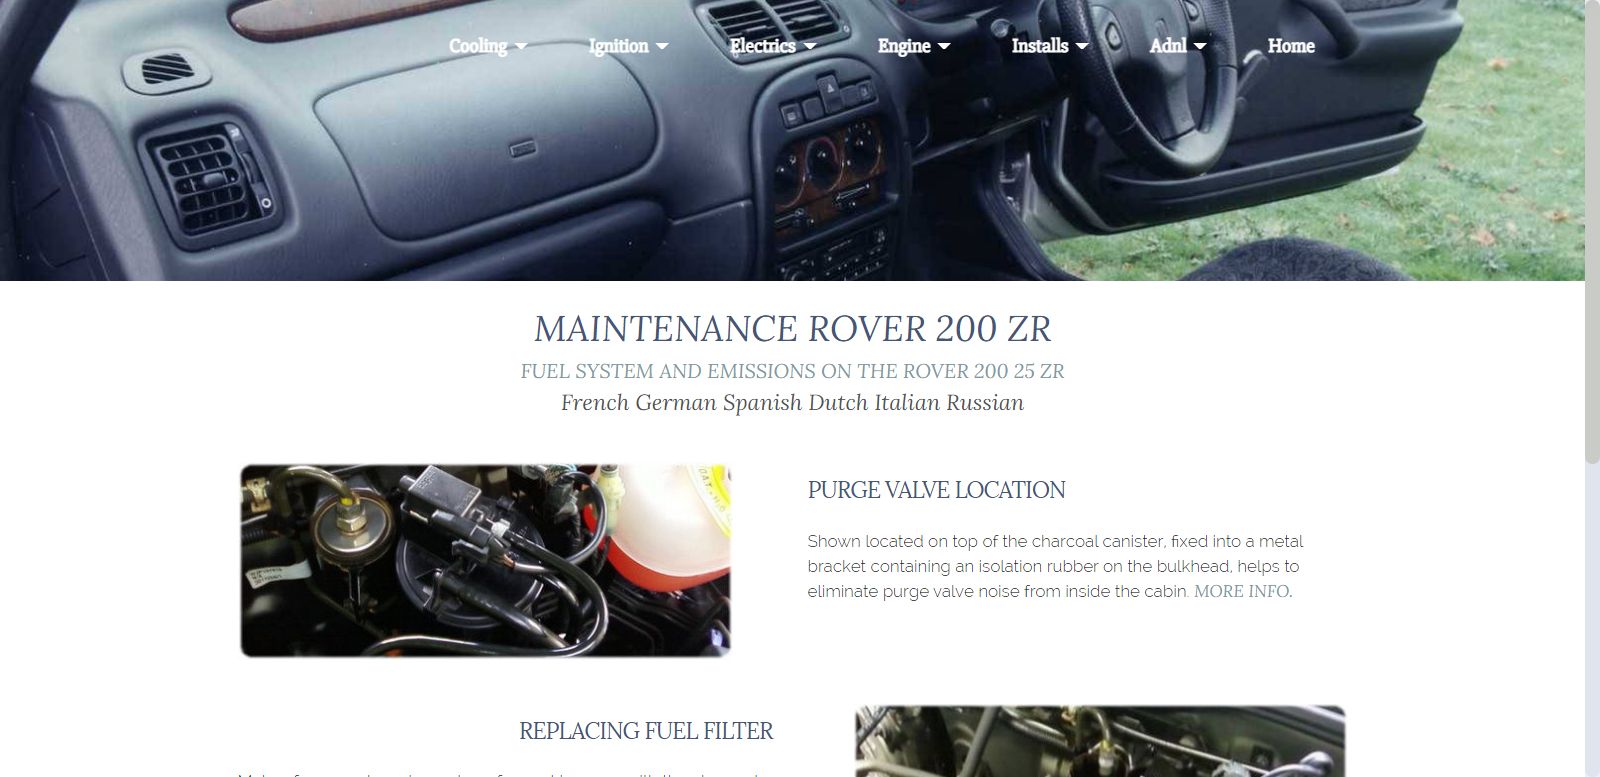 Cooling Ignition Electrics Engine Installs Adnl Home
MAINTENANCE ROVER 200 ZR
FUEL SYSTEM AND EMISSIONS ON THE ROVER 200 25 ZR
French German Spanish Dutch Italian Russian
PURGE VALVE LOCATION
Shown located on top of the charcoal canister, fixed into a metal
bracket containing an isolation rubber on the bulkhead, helps to
eliminate purge valve noise from inside the cabin. MORE INFO.
REPLACING FUEL FILTER